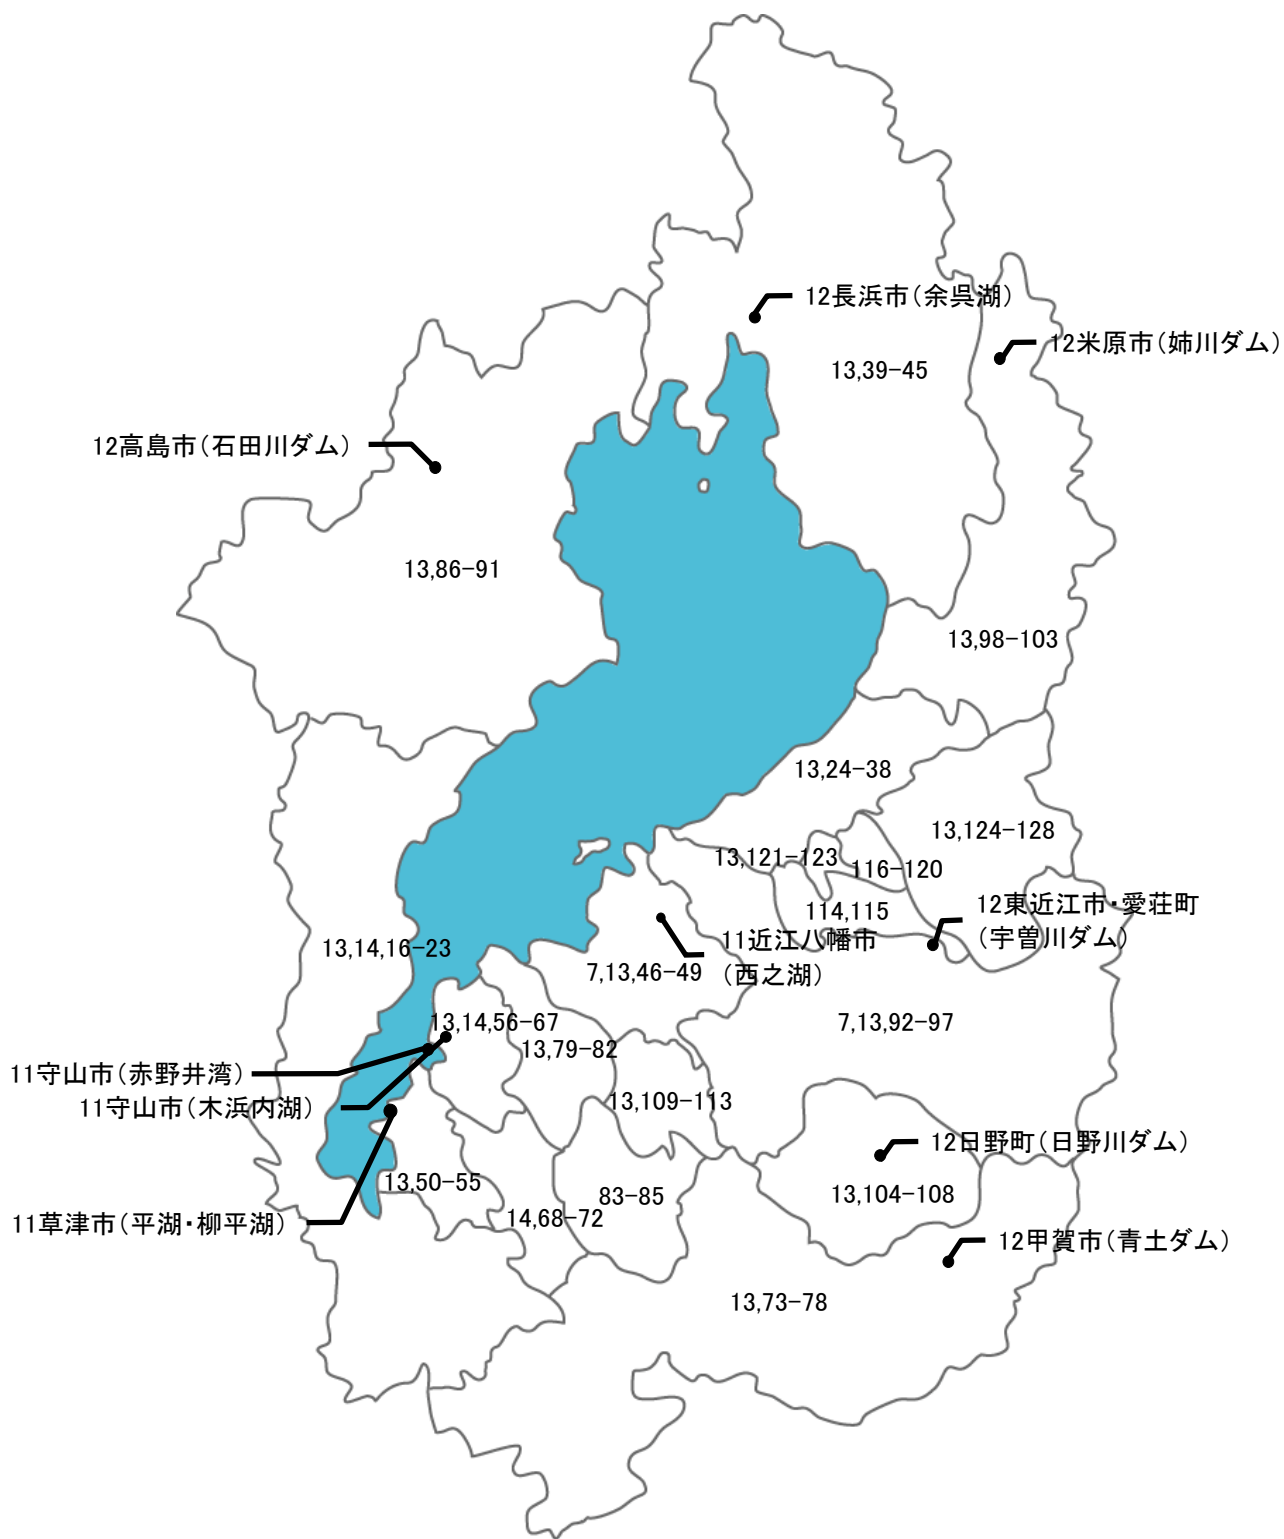 12長浜市（余呉湖）
12米原市（姉川ダム）
13,39-45
12高島市（石田川ダム）
13,86-91
13,98-103
13,24-38
13,124-128
13,121-123
116-120
114,115
12東近江市・愛荘町
（宇曽川ダム）
11近江八幡市
（西之湖）
13,14,16-23
7,13,46-49
7,13,92-97
13,14,56-67
13,79-82
11守山市（赤野井湾）
11守山市（木浜内湖）
13,109-113
12日野町（日野川ダム）
13,50-55
83-85
13,104-108
14,68-72
11草津市（平湖・柳平湖）
12甲賀市（青土ダム）
13,73-78